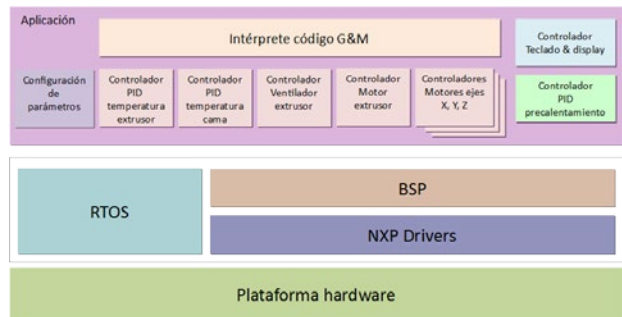 Aplicación
Intérprete código G&M
Controlador
Teclado & display
Configuración
de
parámetros
Controlador
PID
temperatura
extrusor
Controlador
PID
temperatura
cama
Controlador
Ventilador
extrusor
Controlador
Motor
extrusor
Controladores
Motores ejes
X, Y, Z
Controlador
PID
precalentamiento
RTOS
BSP
NXP Drivers
Plataforma hardware